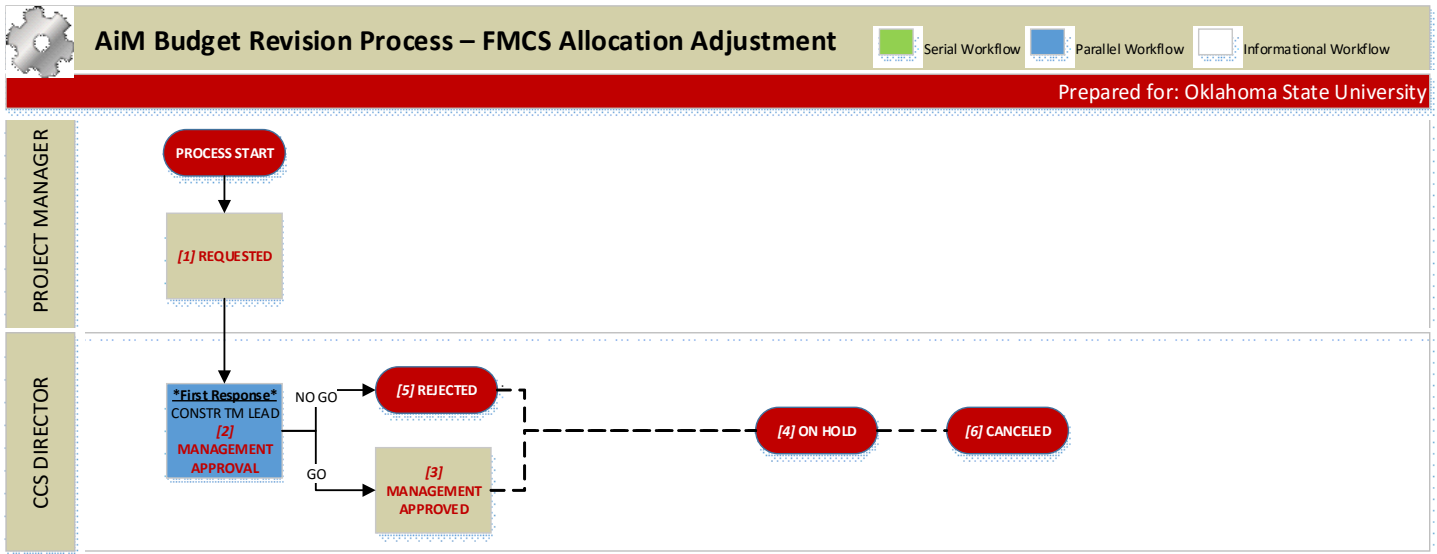 AiM Budget Revision Process – FMCS Allocation Adjustment
Serial Workflow
Parallel Workflow
Informational Workflow
Prepared for: Oklahoma State University
PROJECT MANAGER
PROCESS START
[1] REQUESTED
CCS DIRECTOR
*First Response*
CONSTR TM LEAD
[2]
MANAGEMENT
APPROVAL
NO GO
GO
[5] REJECTED
[3]
MANAGEMENT
APPROVED
[4] ON HOLD
[6] CANCELED